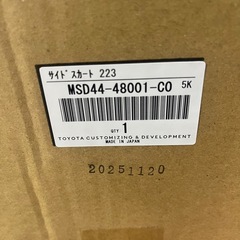 サイドスカート 223
MSD44-48001-C0 5K
QTY 1
TOYOTA CUSTOMIZING & DEVELOPMENT
MADE IN JAPAN
20251120